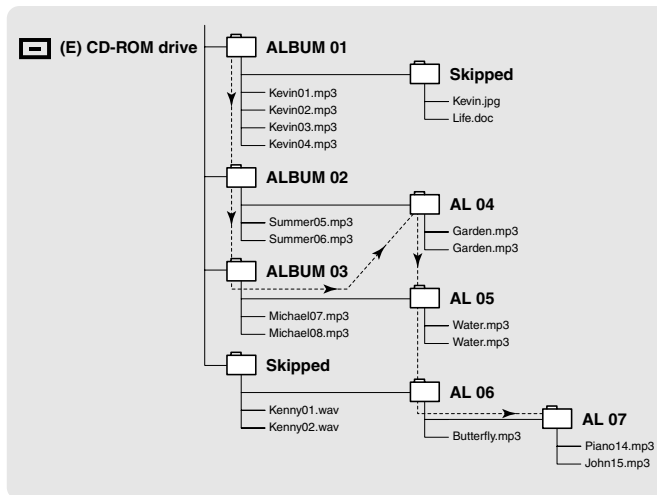 (E) CD-ROM drive
ALBUM 01
Kevin01.mp3
Kevin02.mp3
Kevin03.mp3
Kevin04.mp3
Skipped
Kevin.jpg
Life.doc
ALBUM 02
Summer05.mp3
Summer06.mp3
AL 04
Garden.mp3
Garden.mp3
ALBUM 03
Michael07.mp3
Michael08.mp3
AL 05
Water.mp3
Water.mp3
Skipped
Kenny01.wav
Kenny02.wav
AL 06
Butterfly.mp3
AL 07
Piano14.mp3
John15.mp3